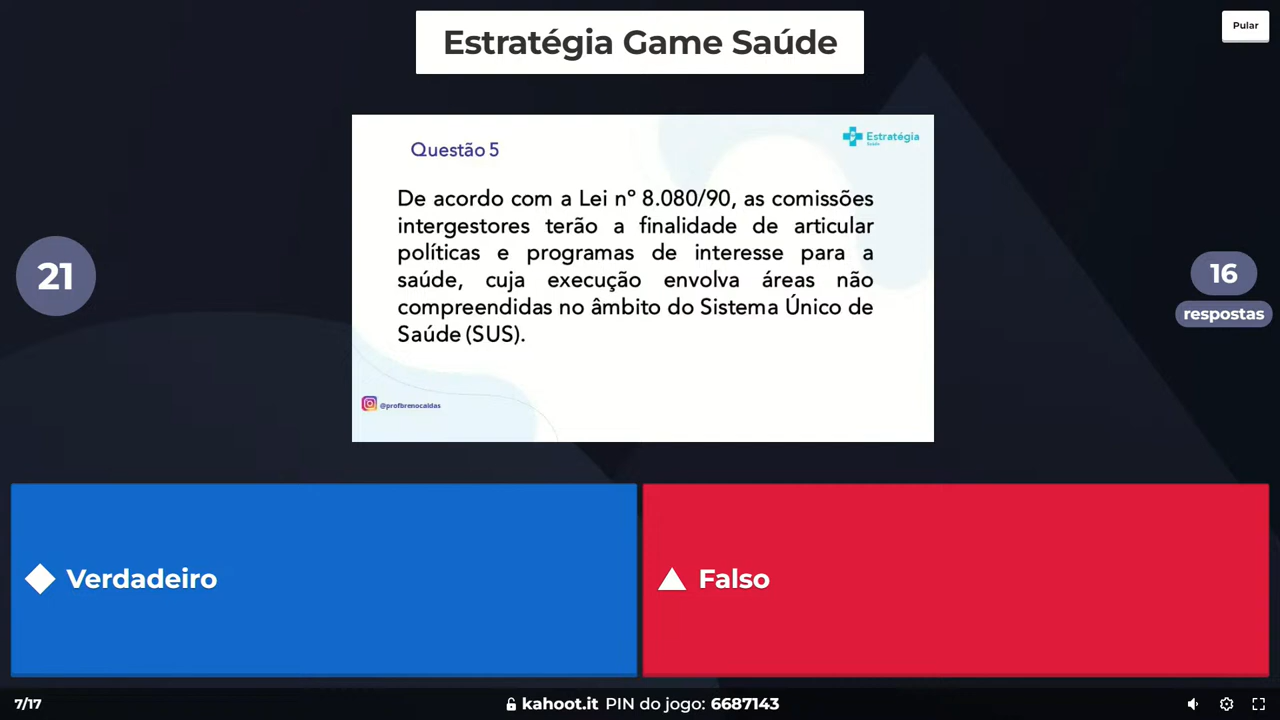 Estratégia Game Saúde
Pular
Estratégia
Saúde
Questão 5
De acordo com a Lei nº 8.080/90, as comissões
intergestores terão a finalidade de articular
políticas e programas de interesse para a
saúde, cuja execução envolva áreas não
compreendidas no âmbito do Sistema Único de
Saúde (SUS).
21
16
respostas
@profbrenocaldas
Verdadeiro
Falso
7/17
kahoot.it PIN do jogo: 6687143